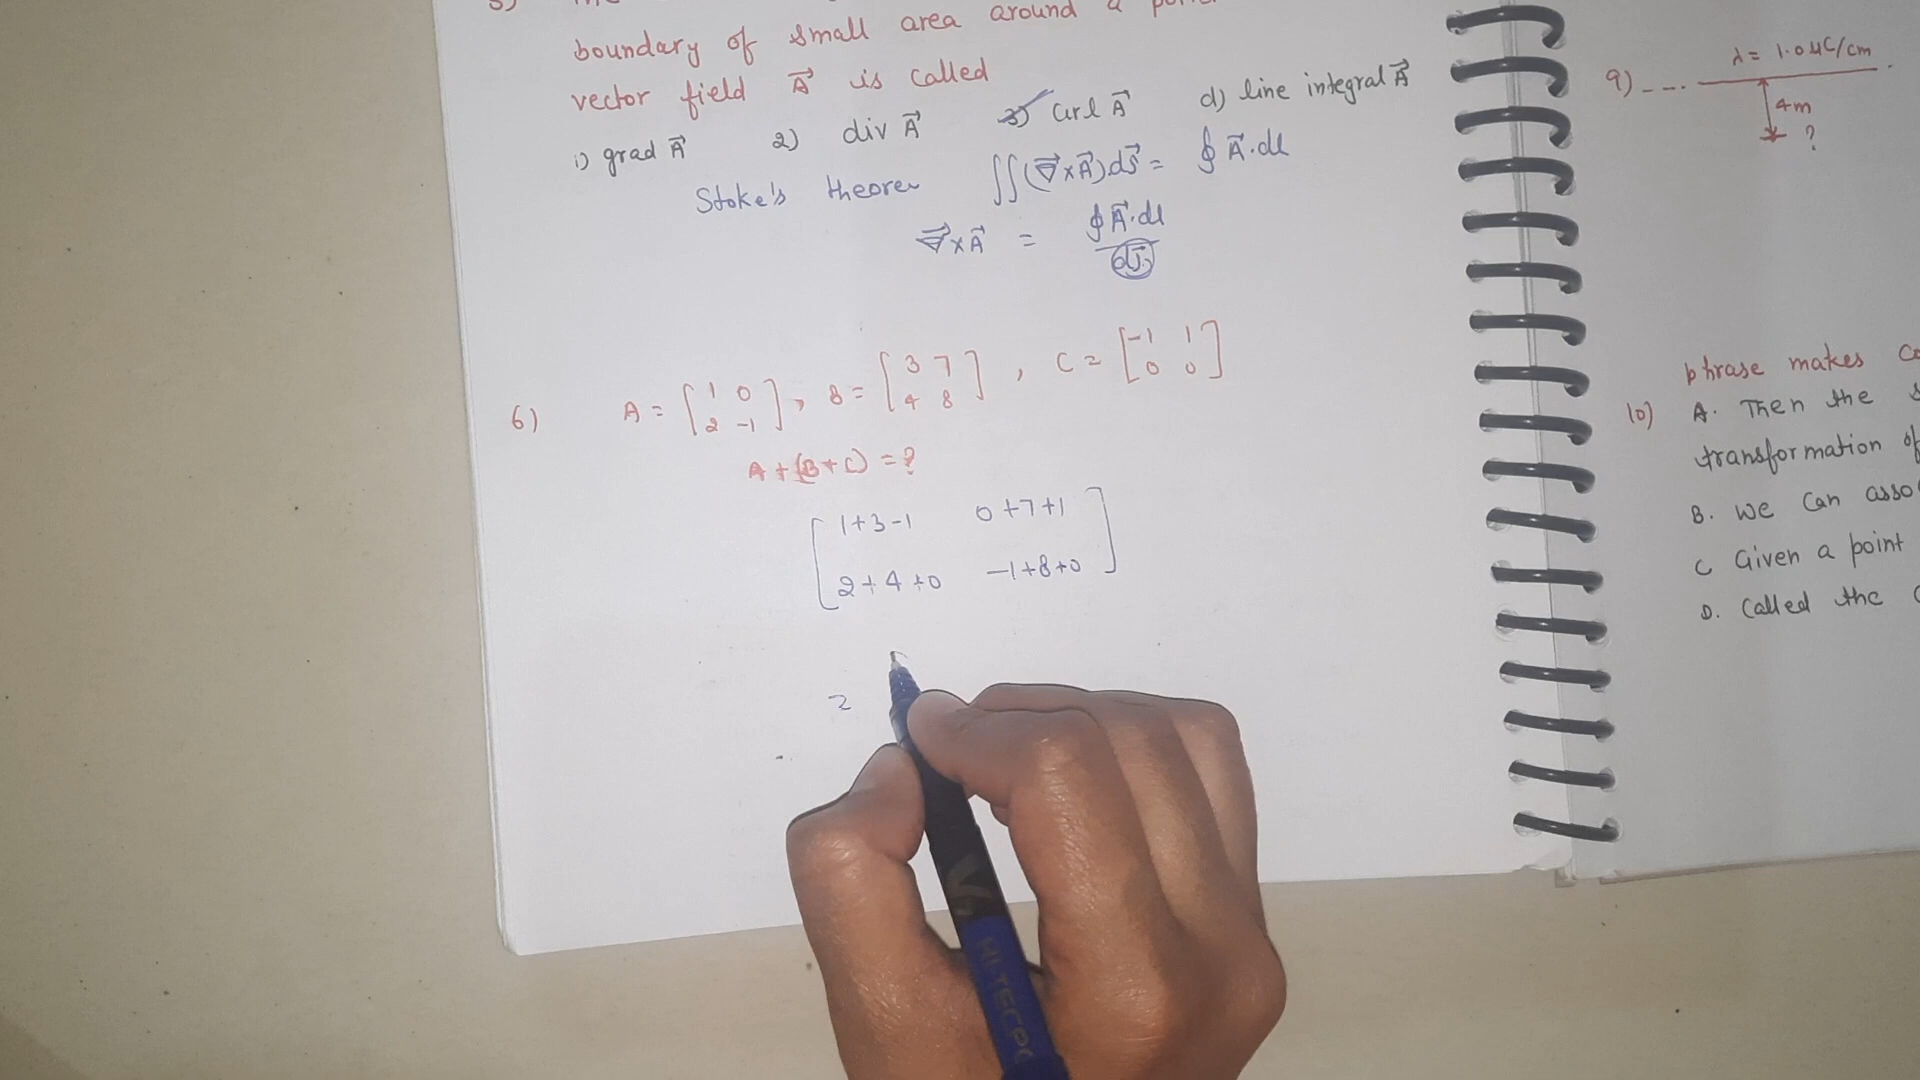 boundary of small area around a
vector field A⃗ is called
1) grad A⃗ 2) div A⃗ 3) Curl A⃗ d) line integral A⃗
Stoke's theorem ∬(∇⃗×A⃗)ds⃗ = ∮ A⃗.dl
∇⃗×A⃗ = ∮A⃗.dl
6) A = [1 0 2 -1], B = [3 7 4 8], C = [-1 1 0 0]
A+(B+C) = ?
[1+3-1 0+7+1
2+4+0 -1+8+0]
=
9) --.. λ = 1.0 μC/cm
4m
?
phrase makes
10) A. Then the
transformation of
B. We Can
C Given a point
D. Called the
V
HI-TECPO